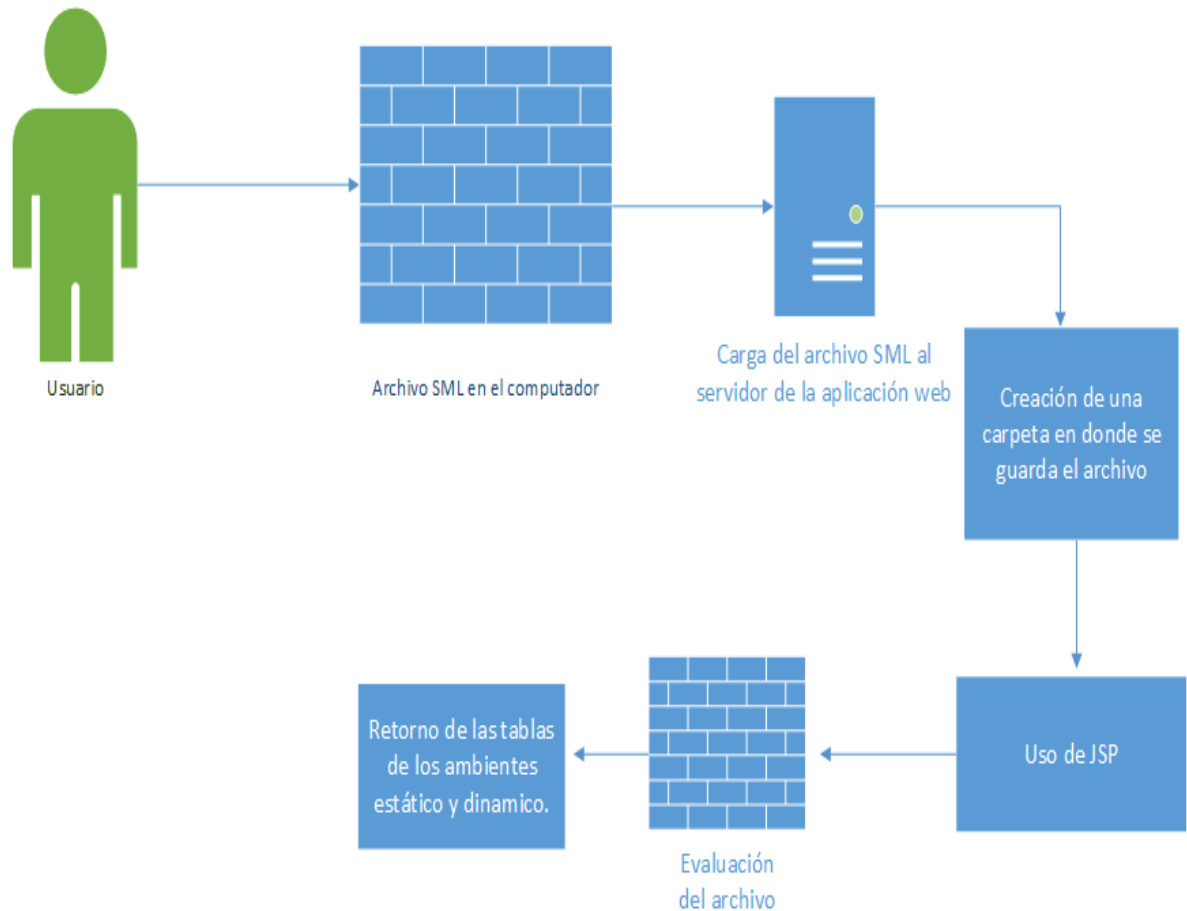 Usuario
Archivo SML en el computador
Carga del archivo SML al
servidor de la aplicación web
Creación de una
carpeta en donde se
guarda el archivo
Uso de JSP
Evaluación
del archivo
Retorno de las tablas
de los ambientes
estático y dinamico.